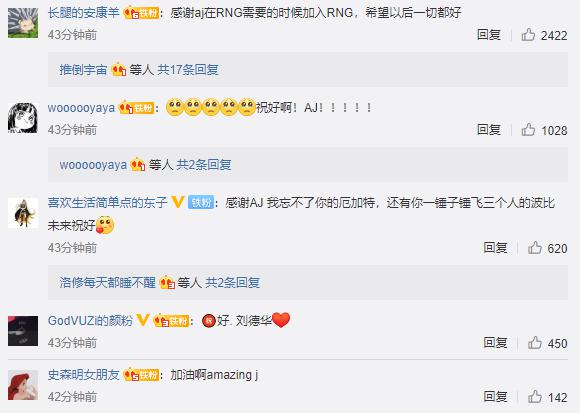 长腿的安康羊 铁粉：感谢aj在RNG需要的时候加入RNG，希望以后一切都好
43分钟前 回复 2422
推倒宇宙 等人 共17条回复
woooooyaya 铁粉：🥺🥺🥺🥺🥺祝好啊！AJ！！！！！
43分钟前 回复 1028
woooooyaya 等人 共2条回复
喜欢生活简单点的东子 铁粉：感谢AJ 我忘不了你的厄加特，还有你一锤子锤飞三个人的波比
未来祝好
43分钟前 回复 620
洛修每天都睡不醒 等人 共2条回复
GodVUZi的颜粉 铁粉：㊗好. 刘德华❤
43分钟前 回复 450
史森明女朋友 铁粉：加油啊amazing j
42分钟前 回复 142